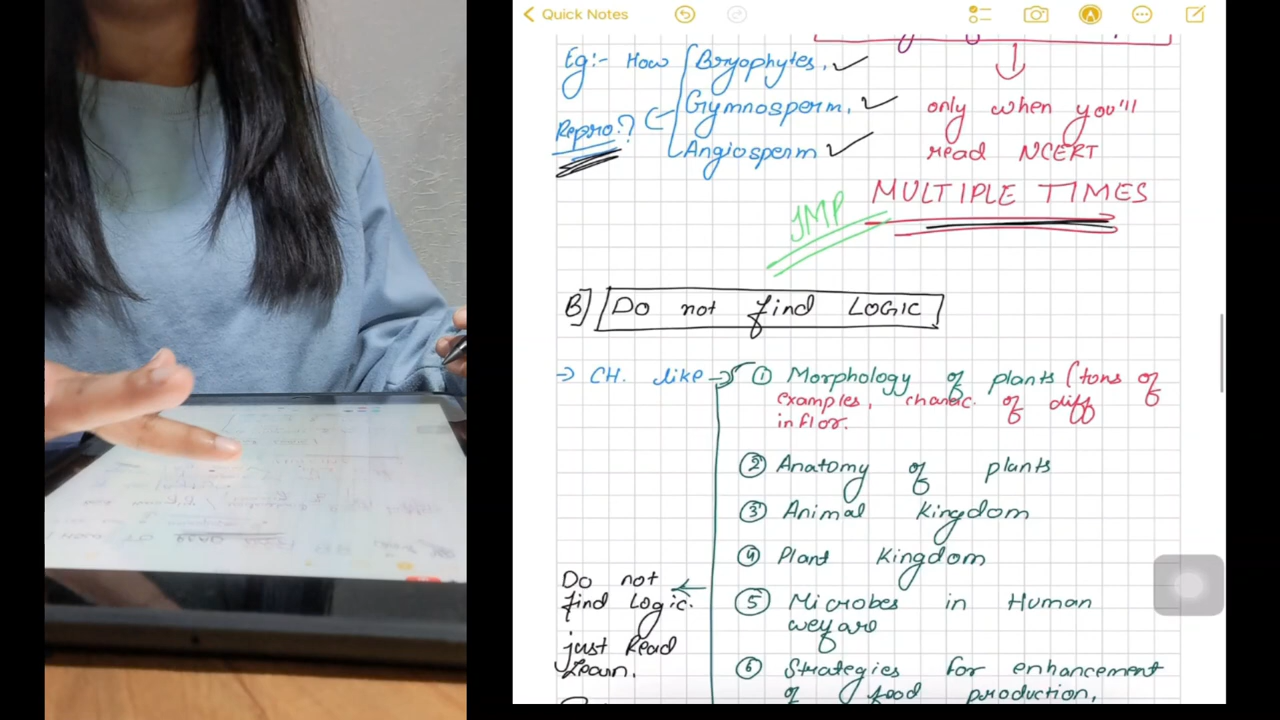 Quick Notes
Eg:- How Bryophytes.
Gymnosperm. only when you'll
Repro.? Angiosperm read NCERT
MULTIPLE TIMES
IMP
B] Do not find LOGIC
→ CH. like → ① Morphology of plants (tons of
examples, charac. of diff
inflor.
② Anatomy of plants
③ Animal Kingdom
④ Plant Kingdom
Do not
find Logic.
⑤ Microbes in Human
welfare
just Read
Learn.
⑥ Strategies for enhancement
of food production,